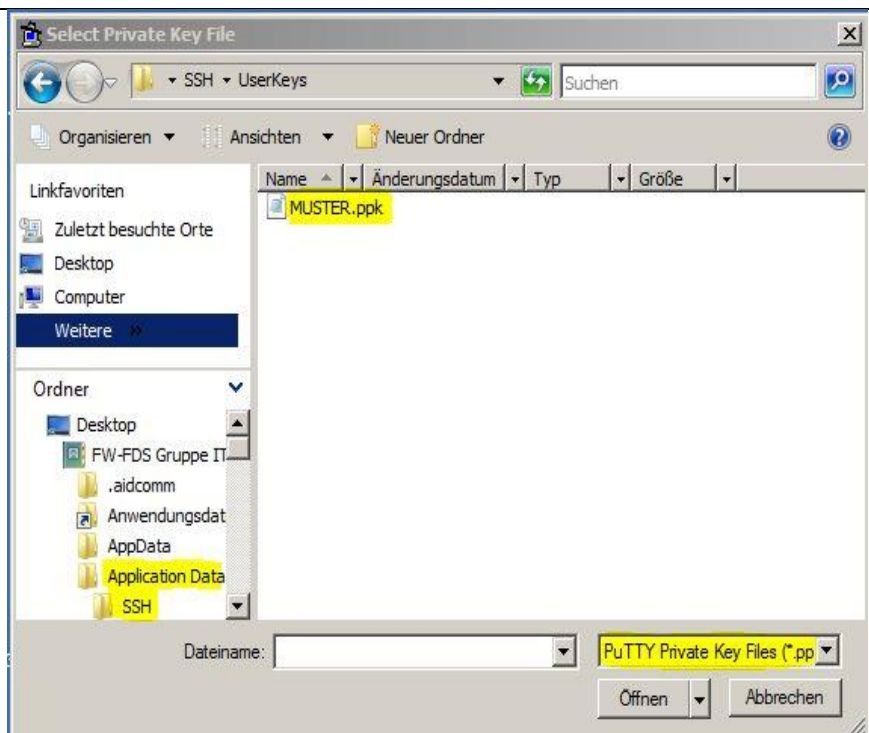 Select Private Key File
SSH UserKeys
Suchen
Organisieren Ansichten Neuer Ordner
Linkfavoriten
Zuletzt besuchte Orte
Desktop
Computer
Weitere »
Ordner
Desktop
FW-FDS Gruppe IT
.aidcomm
Anwendungsdat
AppData
Application Data
SSH
Name Änderungsdatum Typ Größe
MUSTER.ppk
Dateiname:
PuTTY Private Key Files (*.pp
Öffnen Abbrechen